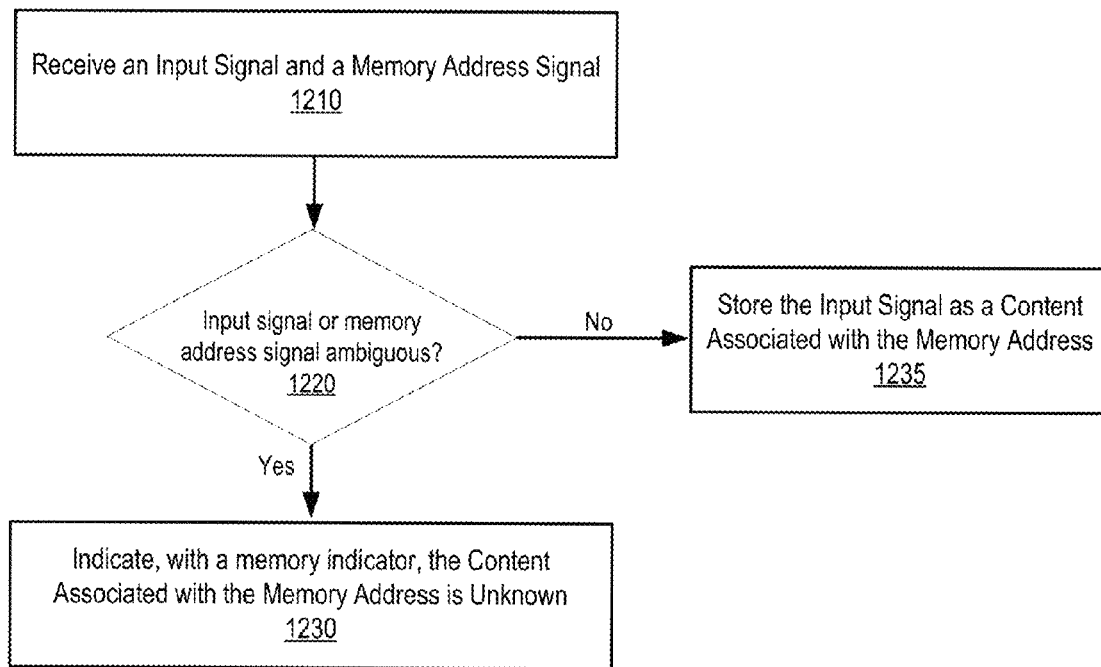 Receive an Input Signal and a Memory Address Signal
1210
Input signal or memory
address signal ambiguous?
1220
No
Store the Input Signal as a Content
Associated with the Memory Address
1235
Yes
Indicate, with a memory indicator, the Content
Associated with the Memory Address is Unknown
1230